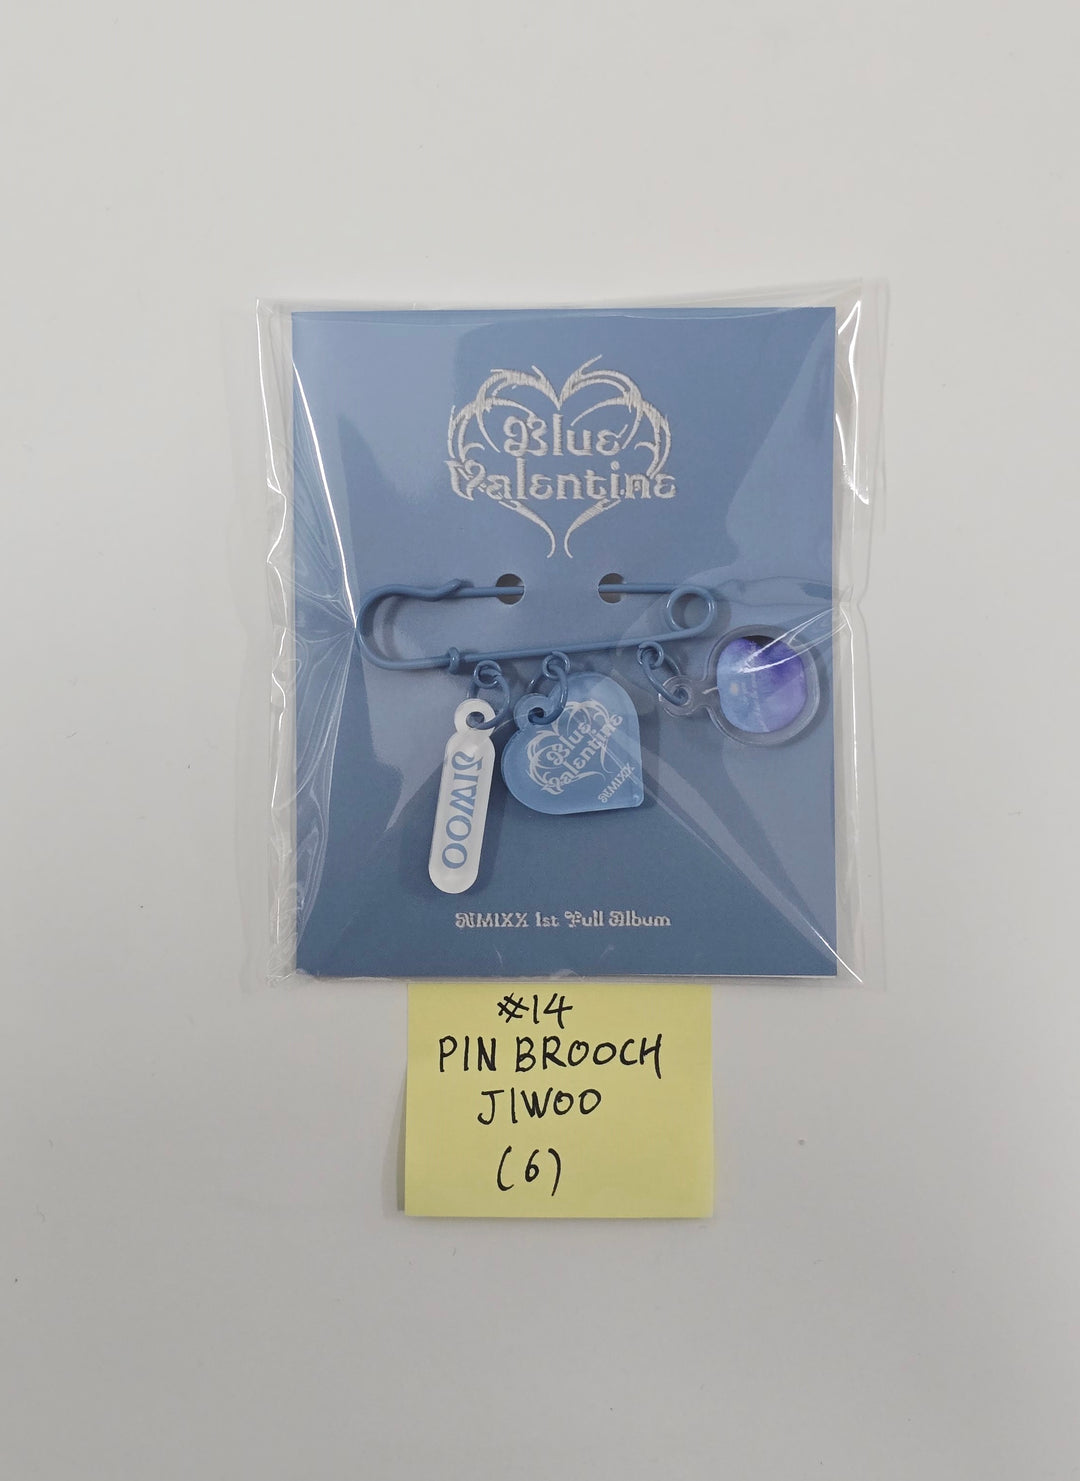 Blue
Valentine
JIWOO
Blue
Valentine
NMIXX
NMIXX 1st Full Album
#14
PIN BROOCH
JIWOO
(6)